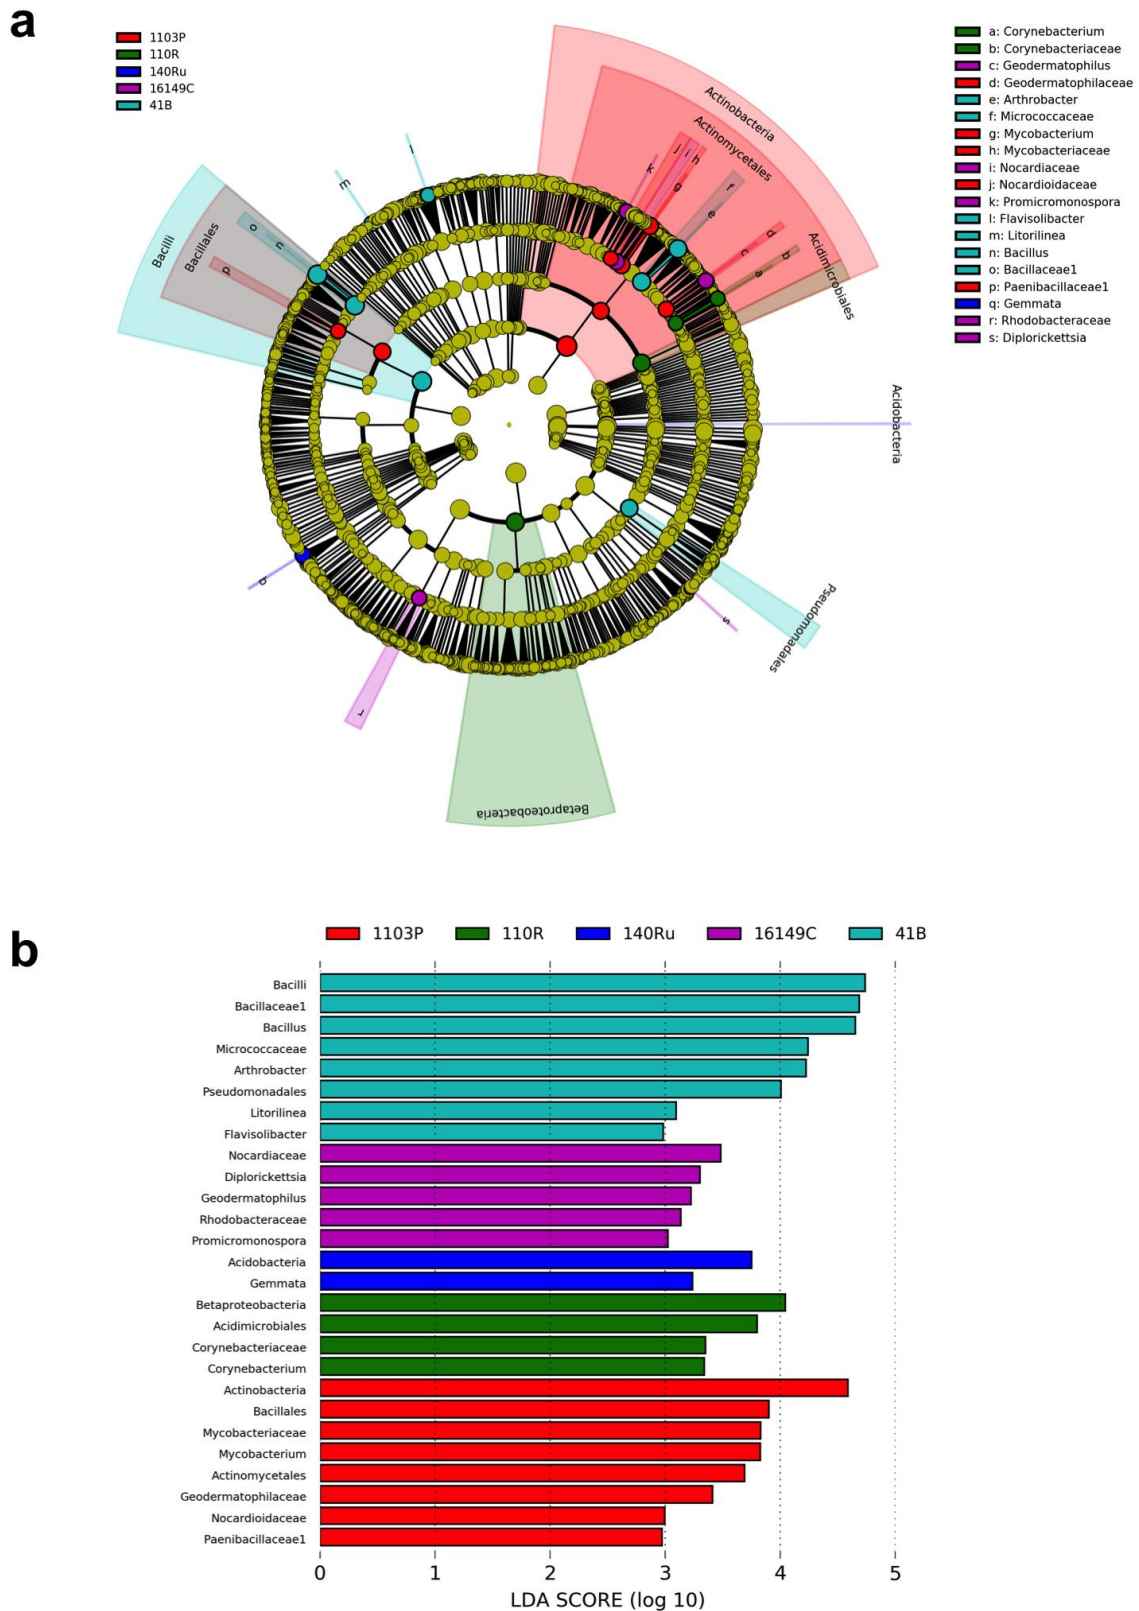 a
1103P
110R
140Ru
16149C
41B
a: Corynebacterium
b: Corynebacteriaceae
c: Geodermatophilus
d: Geodermatophilaceae
e: Arthrobacter
f: Micrococcaceae
g: Mycobacterium
h: Mycobacteriaceae
i: Nocardiaceae
j: Nocardioidaceae
k: Promicromonospora
l: Flavisolibacter
m: Litorilinea
n: Bacillus
o: Bacillaceae1
p: Paenibacillaceae1
q: Gemmata
r: Rhodobacteraceae
s: Diplorickettsia
Actinobacteria
Actinomycetales
Acidimicrobiales
j
i
h
k
g
f
e
d
c
b
a
l
m
Bacilli
Bacillales
o
n
p
Acidobacteria
Pseudomonadales
s
q
r
Betaproteobacteria
b
1103P 110R 140Ru 16149C 41B
Bacilli
Bacillaceae1
Bacillus
Micrococcaceae
Arthrobacter
Pseudomonadales
Litorilinea
Flavisolibacter
Nocardiaceae
Diplorickettsia
Geodermatophilus
Rhodobacteraceae
Promicromonospora
Acidobacteria
Gemmata
Betaproteobacteria
Acidimicrobiales
Corynebacteriaceae
Corynebacterium
Actinobacteria
Bacillales
Mycobacteriaceae
Mycobacterium
Actinomycetales
Geodermatophilaceae
Nocardioidaceae
Paenibacillaceae1
0 1 2 3 4 5
LDA SCORE (log 10)